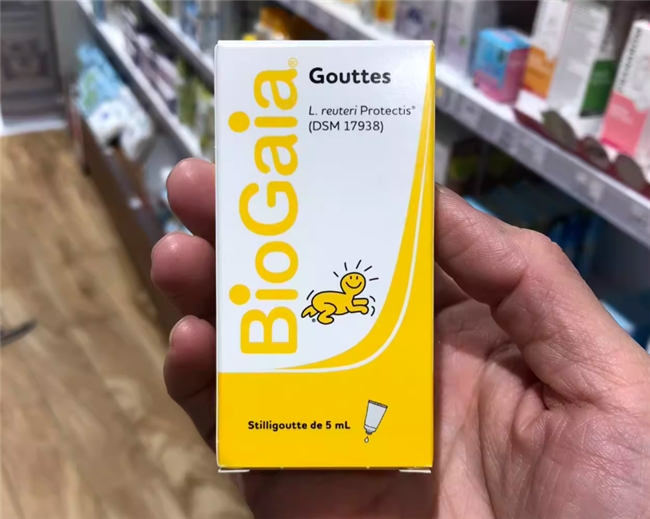 BioGaia®
Gouttes
L. reuteri Protectis®
(DSM 17938)
Stilligoutte de 5 mL